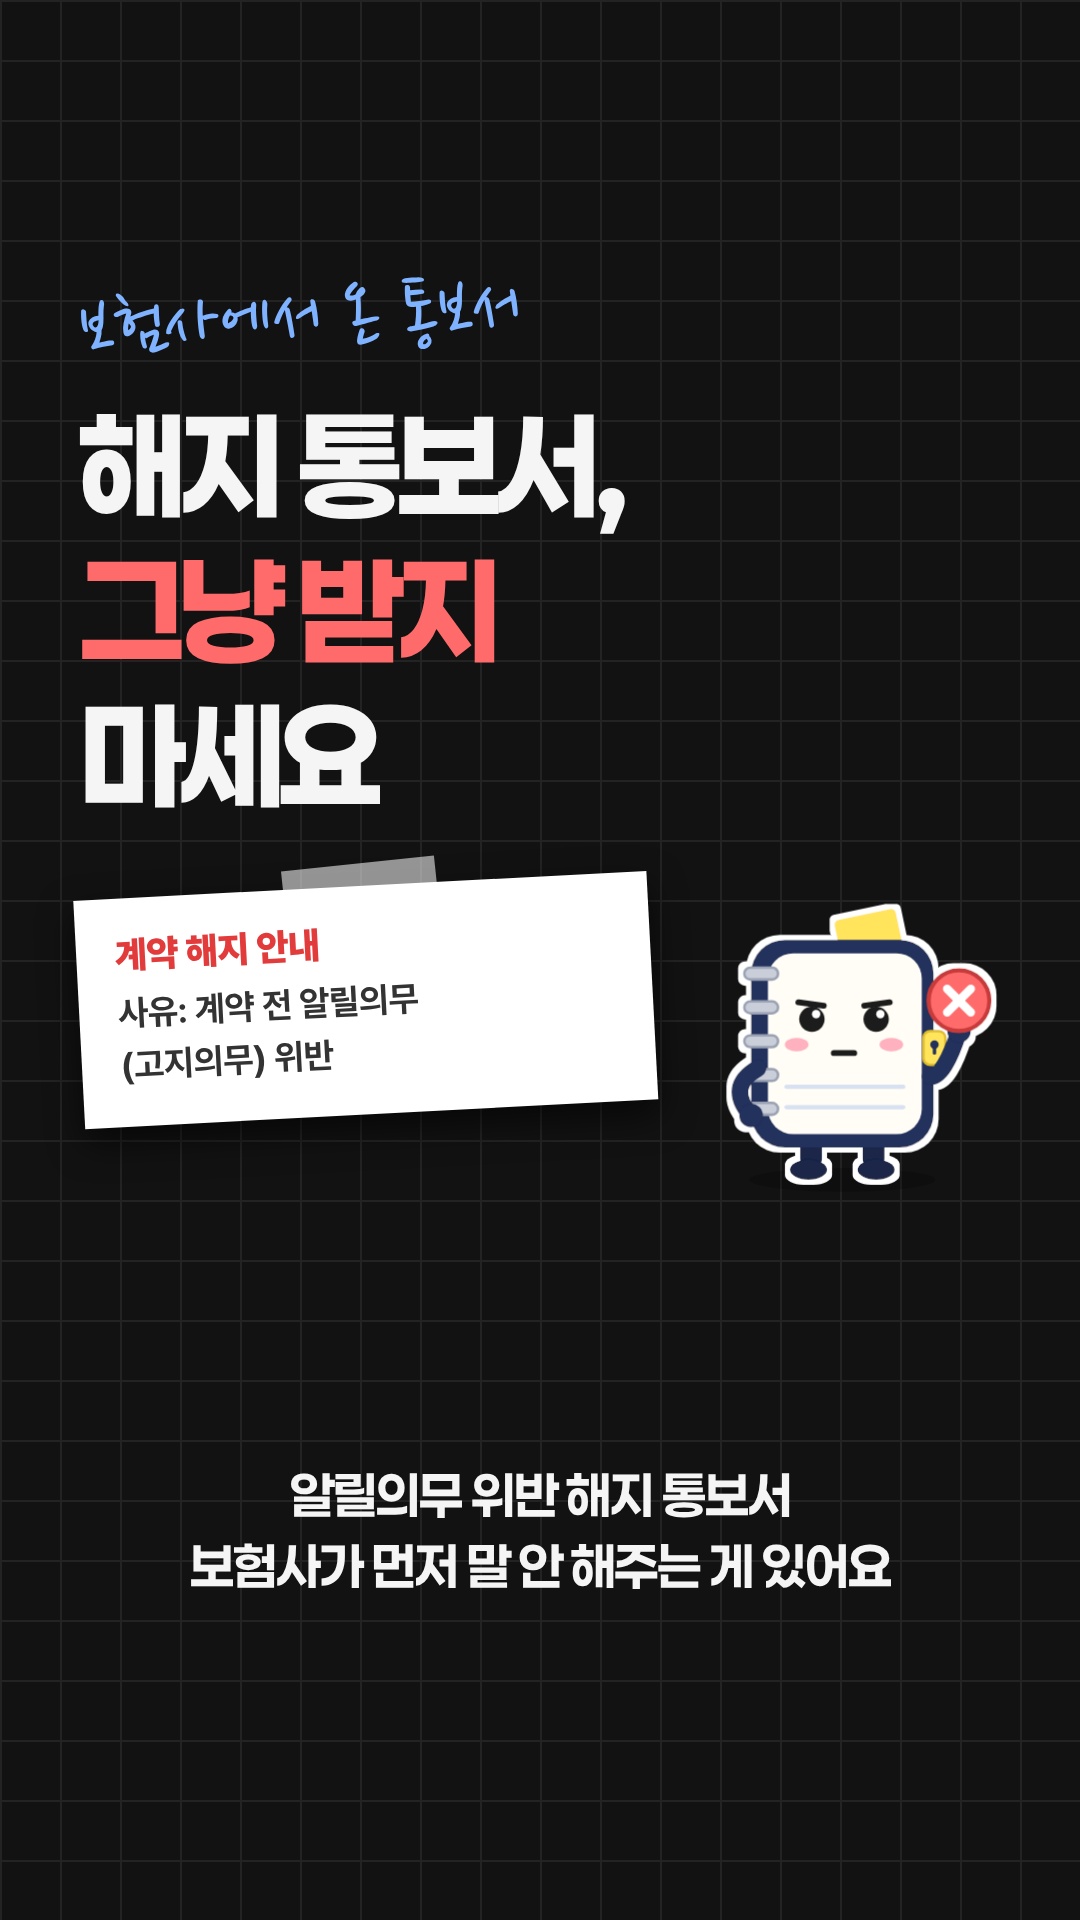 보험사에서 온 통보서
해지 통보서,
그냥 받지
마세요
계약 해지 안내
사유: 계약 전 알릴의무
(고지의무) 위반
알릴의무 위반 해지 통보서
보험사가 먼저 말 안 해주는 게 있어요